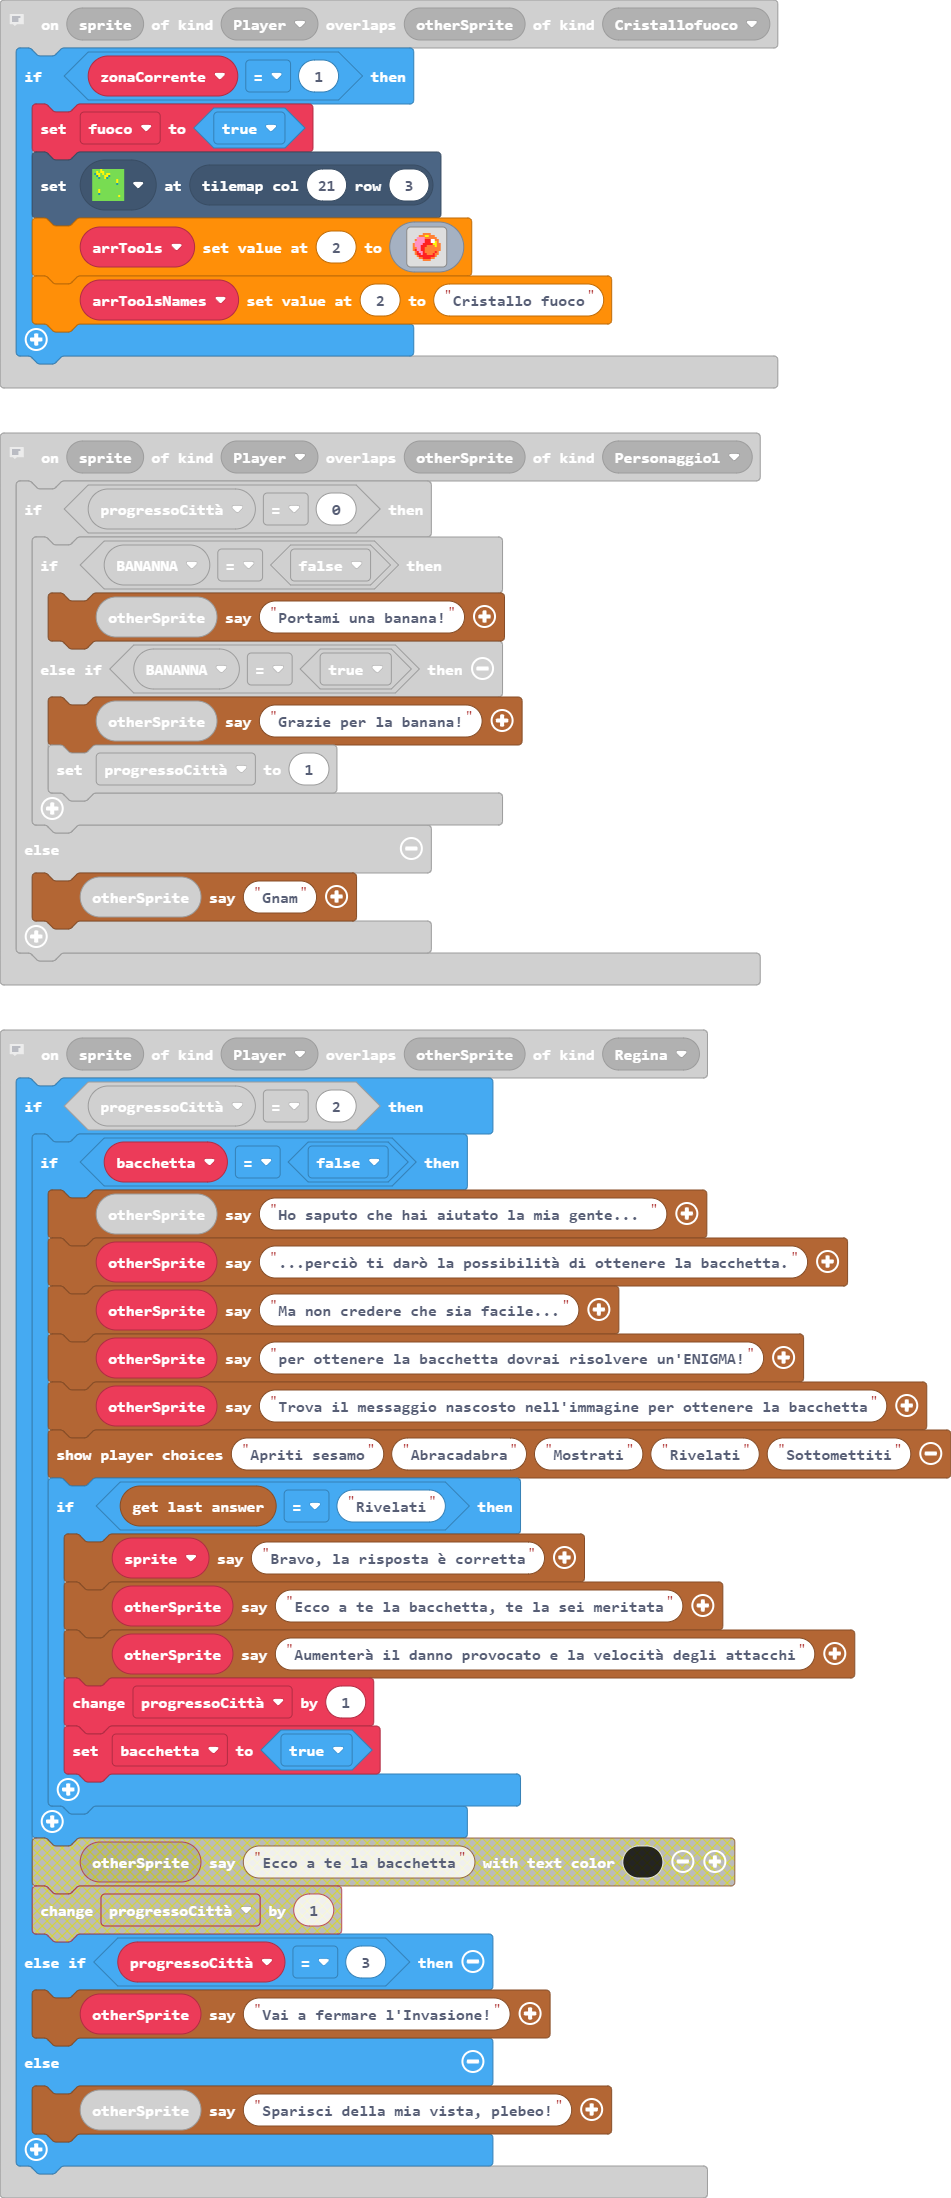 on sprite of kind Player overlaps otherSprite of kind Cristallofuoco
if zonaCorrente = 1 then
set fuoco to true
set at tilemap col 21 row 3
arrTools set value at 2 to
arrToolsNames set value at 2 to "Cristallo fuoco"
on sprite of kind Player overlaps otherSprite of kind Personaggio1
if progressoCittà = 0 then
if BANANNA = false then
otherSprite say "Portami una banana!"
else if BANANNA = true then
otherSprite say "Grazie per la banana!"
set progressoCittà to 1
else
otherSprite say "Gnam"
on sprite of kind Player overlaps otherSprite of kind Regina
if progressoCittà = 2 then
if bacchetta = false then
otherSprite say "Ho saputo che hai aiutato la mia gente... "
otherSprite say "...perciò ti darò la possibilità di ottenere la bacchetta."
otherSprite say "Ma non credere che sia facile..."
otherSprite say "per ottenere la bacchetta dovrai risolvere un'ENIGMA!"
otherSprite say "Trova il messaggio nascosto nell'immagine per ottenere la bacchetta"
show player choices "Apriti sesamo" "Abracadabra" "Mostrati" "Rivelati" "Sottomettiti"
if get last answer = "Rivelati" then
sprite say "Bravo, la risposta è corretta"
otherSprite say "Ecco a te la bacchetta, te la sei meritata"
otherSprite say "Aumenterà il danno provocato e la velocità degli attacchi"
change progressoCittà by 1
set bacchetta to true
otherSprite say "Ecco a te la bacchetta" with text color
change progressoCittà by 1
else if progressoCittà = 3 then
otherSprite say "Vai a fermare l'Invasione!"
else
otherSprite say "Sparisci della mia vista, plebeo!"